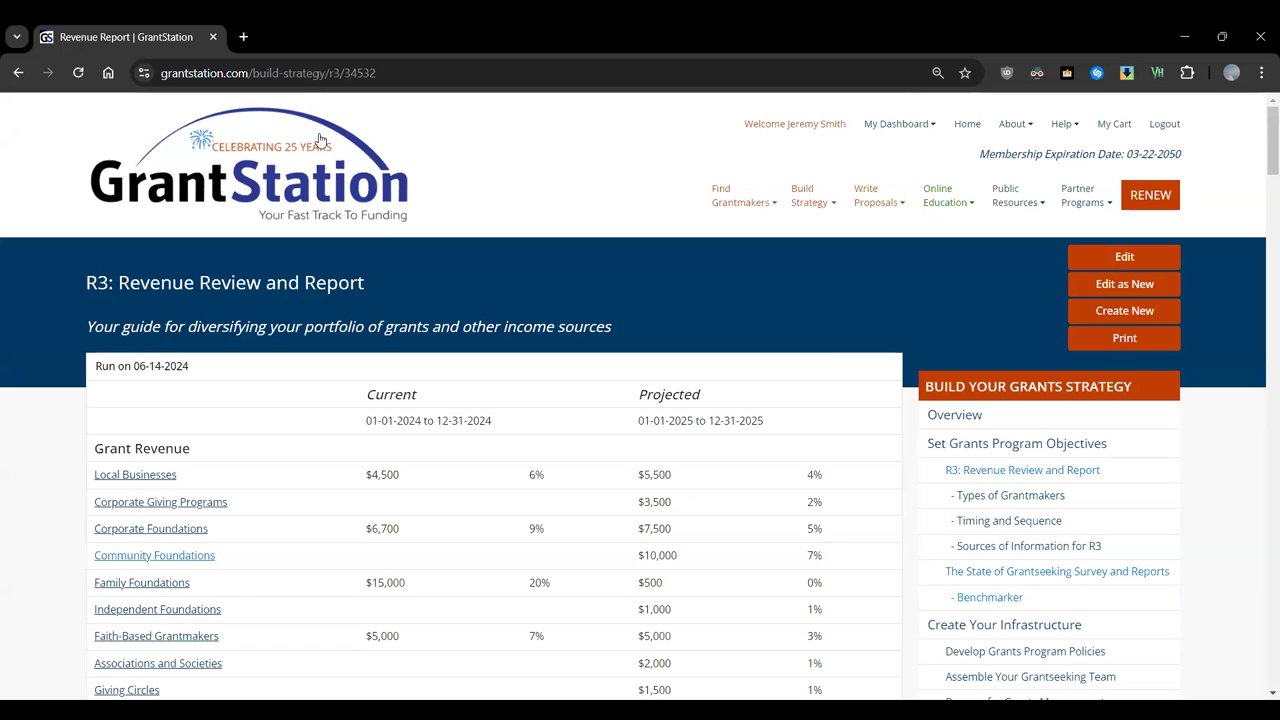 Revenue Report | GrantStation
grantstation.com/build-strategy/r3/34532
CELEBRATING 25 YEARS
GrantStation
Your Fast Track To Funding
Welcome Jeremy Smith My Dashboard Home About Help My Cart Logout
Membership Expiration Date: 03-22-2050
Find Grantmakers
Build Strategy
Write Proposals
Online Education
Public Resources
Partner Programs
RENEW
R3: Revenue Review and Report
Your guide for diversifying your portfolio of grants and other income sources
Edit
Edit as New
Create New
Print
Run on 06-14-2024
Current Projected
01-01-2024 to 12-31-2024 01-01-2025 to 12-31-2025
Grant Revenue
Local Businesses $4,500 6% $5,500 4%
Corporate Giving Programs $3,500 2%
Corporate Foundations $6,700 9% $7,500 5%
Community Foundations $10,000 7%
Family Foundations $15,000 20% $500 0%
Independent Foundations $1,000 1%
Faith-Based Grantmakers $5,000 7% $5,000 3%
Associations and Societies $2,000 1%
Giving Circles $1,500 1%
BUILD YOUR GRANTS STRATEGY
Overview
Set Grants Program Objectives
R3: Revenue Review and Report
- Types of Grantmakers
- Timing and Sequence
- Sources of Information for R3
The State of Grantseeking Survey and Reports
- Benchmarker
Create Your Infrastructure
Develop Grants Program Policies
Assemble Your Grantseeking Team